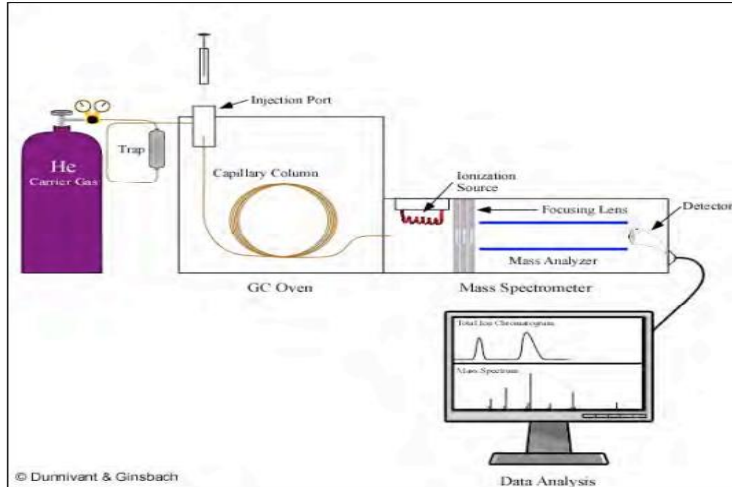 Injection Port
Trap
He
Carrier Gas
Capillary Column
Ionization
Source
Focusing Lens
Detector
Mass Analyzer
GC Oven
Mass Spectrometer
Total Ion Chromatogram
Mass Spectrum
© Dunnivant & Ginsbach
Data Analysis